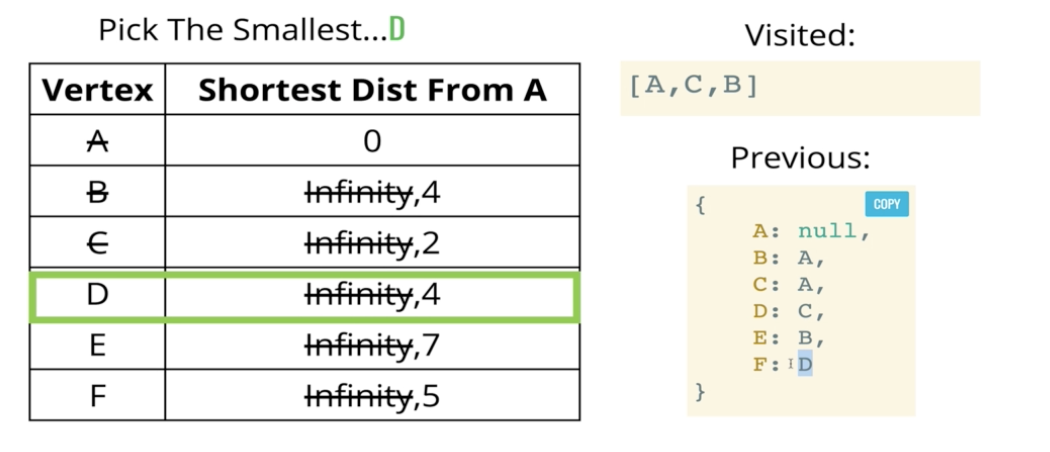 Pick The Smallest...D
Vertex Shortest Dist From A
A 0
B Infinity,4
C Infinity,2
D Infinity,4
E Infinity,7
F Infinity,5
Visited:
[A,C,B]
Previous:
COPY
{
A: null,
B: A,
C: A,
D: C,
E: B,
F: D
}